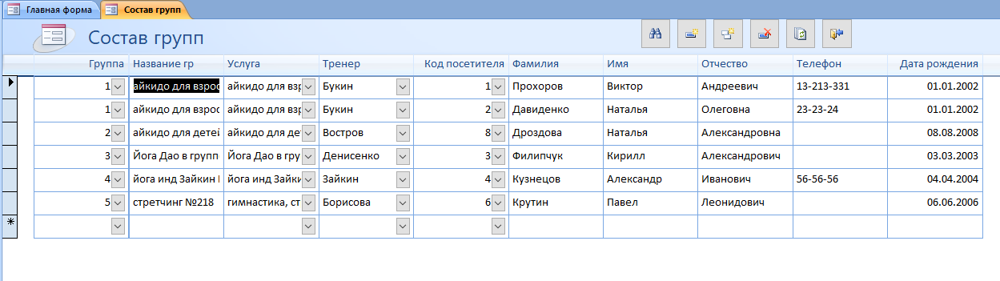 Главная форма Состав групп
Состав групп
Группа Название гр Услуга Тренер Код посетителя Фамилия Имя Отчество Телефон Дата рождения
1 айкидо для взрос айкидо для взр Букин 1 Прохоров Виктор Андреевич 13-213-331 01.01.2002
1 айкидо для взрос айкидо для взр Букин 2 Давиденко Наталья Олеговна 23-23-24 01.01.2002
2 айкидо для детей айкидо для де Востров 8 Дроздова Наталья Александровна 08.08.2008
3 Йога Дао в групп Йога Дао в гру Денисенко 3 Филипчук Кирилл Александрович 03.03.2003
4 йога инд Зайкин йога инд Зайки Зайкин 4 Кузнецов Александр Иванович 56-56-56 04.04.2004
5 стретчинг №218 гимнастика, ст Борисова 6 Крутин Павел Леонидович 06.06.2006